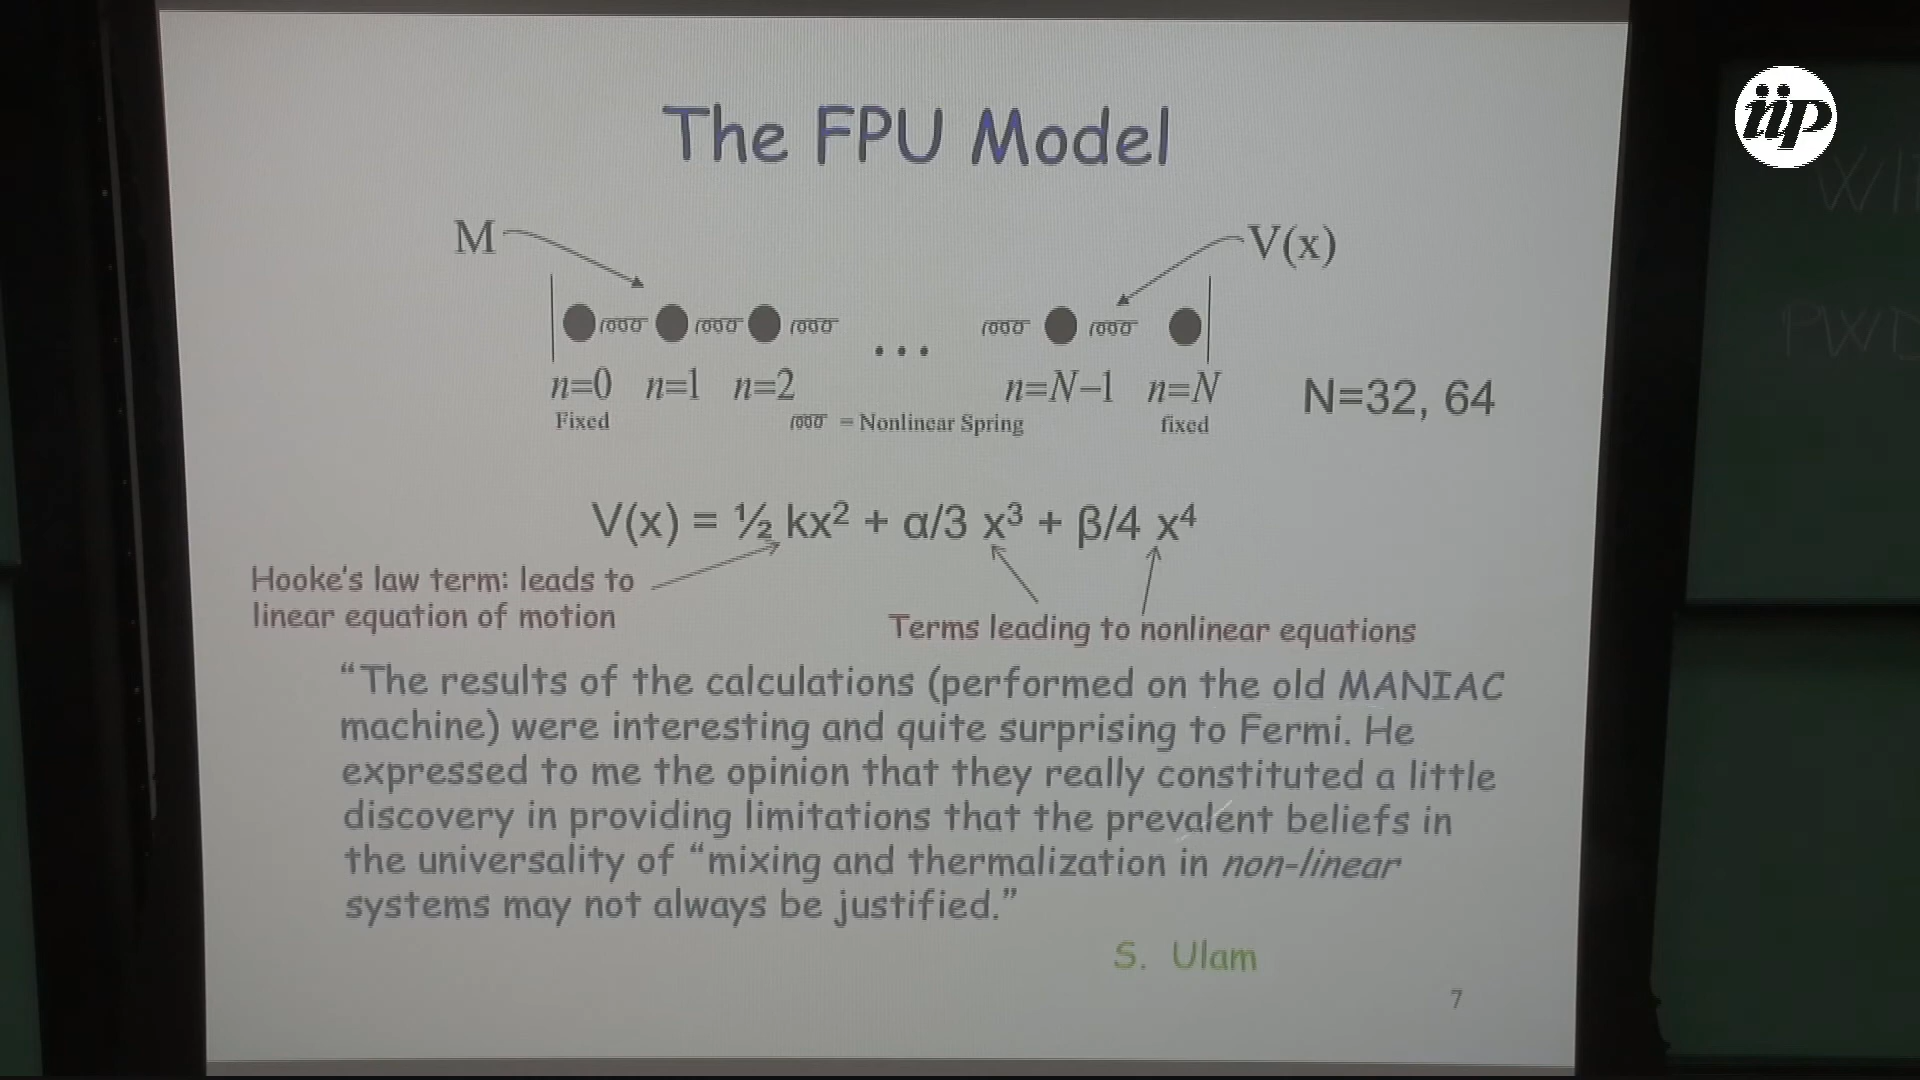 iip
The FPU Model
M
V(x)
...
n=0 n=1 n=2 n=N–1 n=N
N=32, 64
Fixed = Nonlinear Spring fixed
V(x) = ½ kx² + α/3 x³ + β/4 x⁴
Hooke's law term: leads to
linear equation of motion
Terms leading to nonlinear equations
“The results of the calculations (performed on the old MANIAC
machine) were interesting and quite surprising to Fermi. He
expressed to me the opinion that they really constituted a little
discovery in providing limitations that the prevalent beliefs in
the universality of “mixing and thermalization in non-linear
systems may not always be justified.”
S. Ulam
7